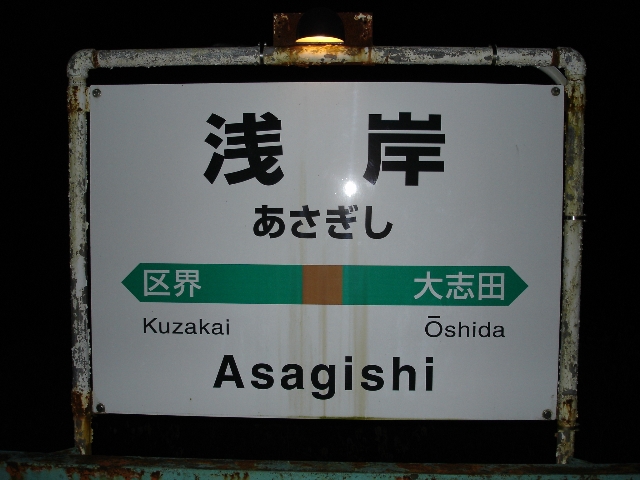 浅岸
あさぎし
区界 大志田
Kuzakai Ōshida
Asagishi